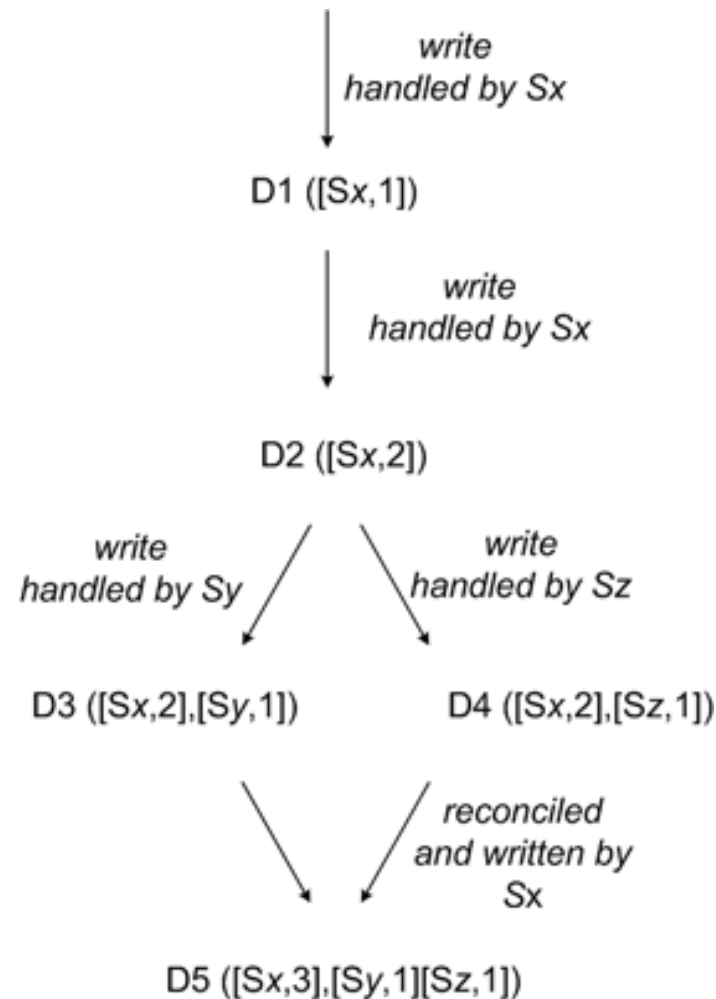 write
handled by Sx
D1 ([Sx,1])
write
handled by Sx
D2 ([Sx,2])
write
handled by Sy
write
handled by Sz
D3 ([Sx,2],[Sy,1])
D4 ([Sx,2],[Sz,1])
reconciled
and written by
Sx
D5 ([Sx,3],[Sy,1][Sz,1])